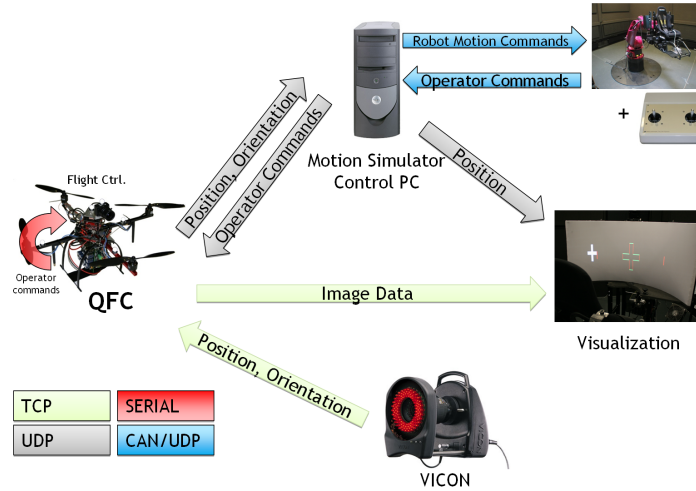 Robot Motion Commands
Operator Commands
+
Motion Simulator
Control PC
Position, Orientation
Operator Commands
Position
Flight Ctrl.
Operator
commands
QFC
Image Data
Visualization
Position, Orientation
VICON
TCP
SERIAL
UDP
CAN/UDP